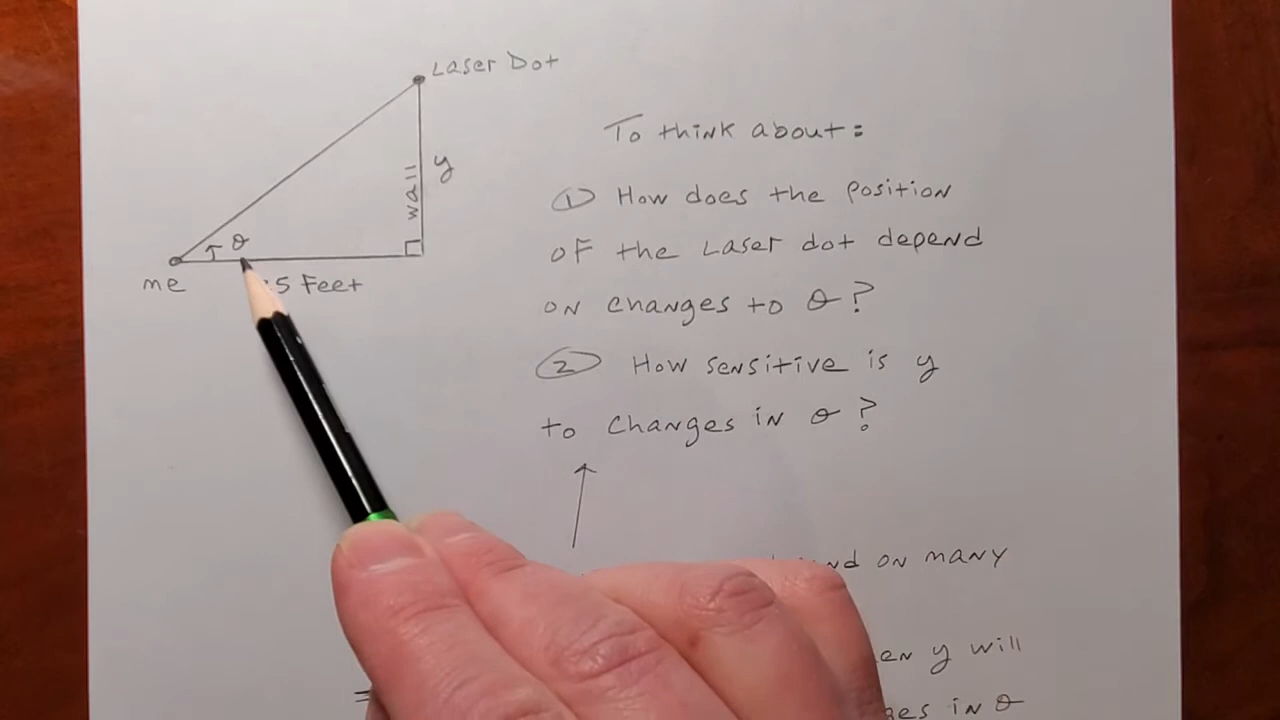 Laser Dot
wall
y
θ
me
5 Feet
To think about:
① How does the position
of the Laser dot depend
on changes to θ?
② How sensitive is y
to changes in θ?
on many
y will
in θ